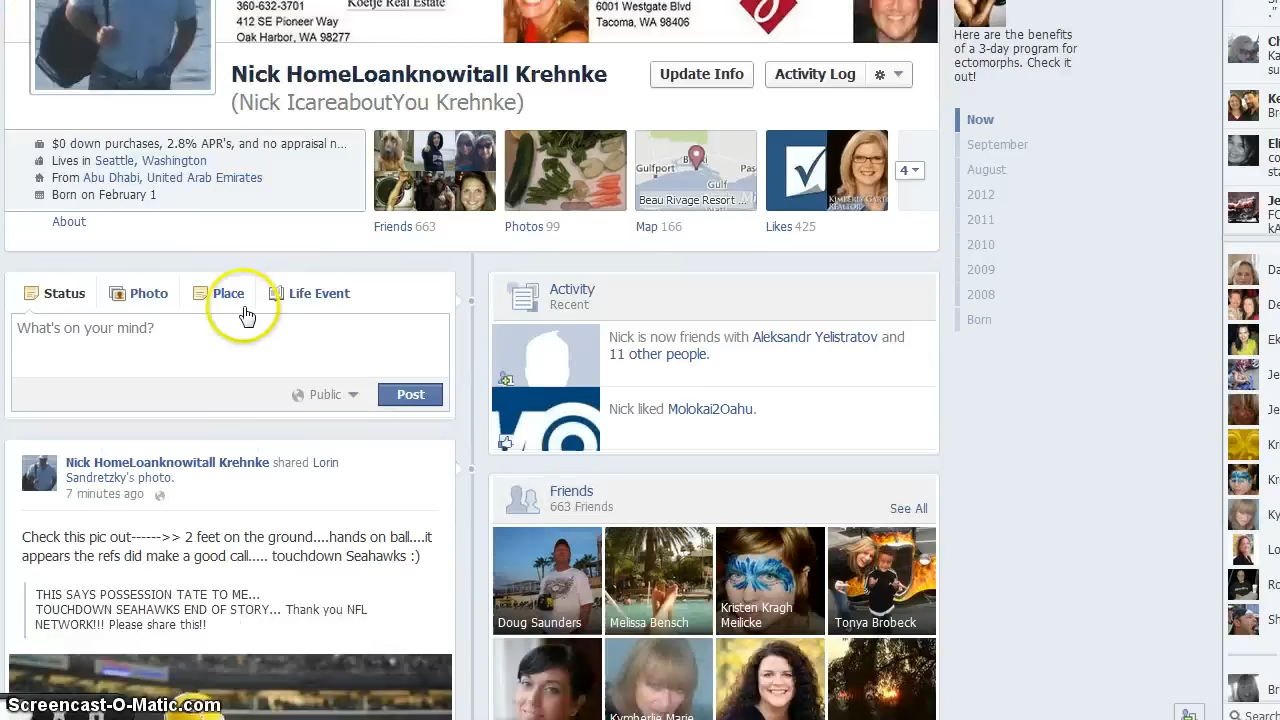 360-632-3701
412 SE Pioneer Way
Oak Harbor, WA 98277
Koetje Real Estate
6001 Westgate Blvd
Tacoma, WA 98406
Nick HomeLoanknowitall Krehnke
(Nick IcareaboutYou Krehnke)
Update Info
Activity Log
$0 down purchases, 2.8% APR's, and no appraisal n...
Lives in Seattle, Washington
From Abu Dhabi, United Arab Emirates
Born on February 1
About
Friends 663
Photos 99
Gulfport
Gulf
Beau Rivage Resort ...
Map 166
KIMBERLY
REALTOR
Likes 425
4
Status
Photo
Place
Life Event
What's on your mind?
Public
Post
Nick HomeLoanknowitall Krehnke shared Lorin
Sandretzky's photo.
7 minutes ago
Check this pic out------>> 2 feet on the ground....hands on ball....it
appears the refs did make a good call..... touchdown Seahawks :)
THIS SAYS POSSESSION TATE TO ME...
TOUCHDOWN SEAHAWKS END OF STORY... Thank you NFL
NETWORK!!! Please share this!!
Screencast-O-Matic.com
Activity
Recent
Nick is now friends with Aleksandr Yelistratov and
11 other people.
Nick liked Molokai2Oahu.
Friends
663 Friends
See All
Doug Saunders
Melissa Bensch
Kristen Kragh
Meilicke
Tonya Brobeck
Kymberlie Marie
Here are the benefits
of a 3-day program for
ectomorphs. Check it
out!
Now
September
August
2012
2011
2010
2009
2008
Born
Search